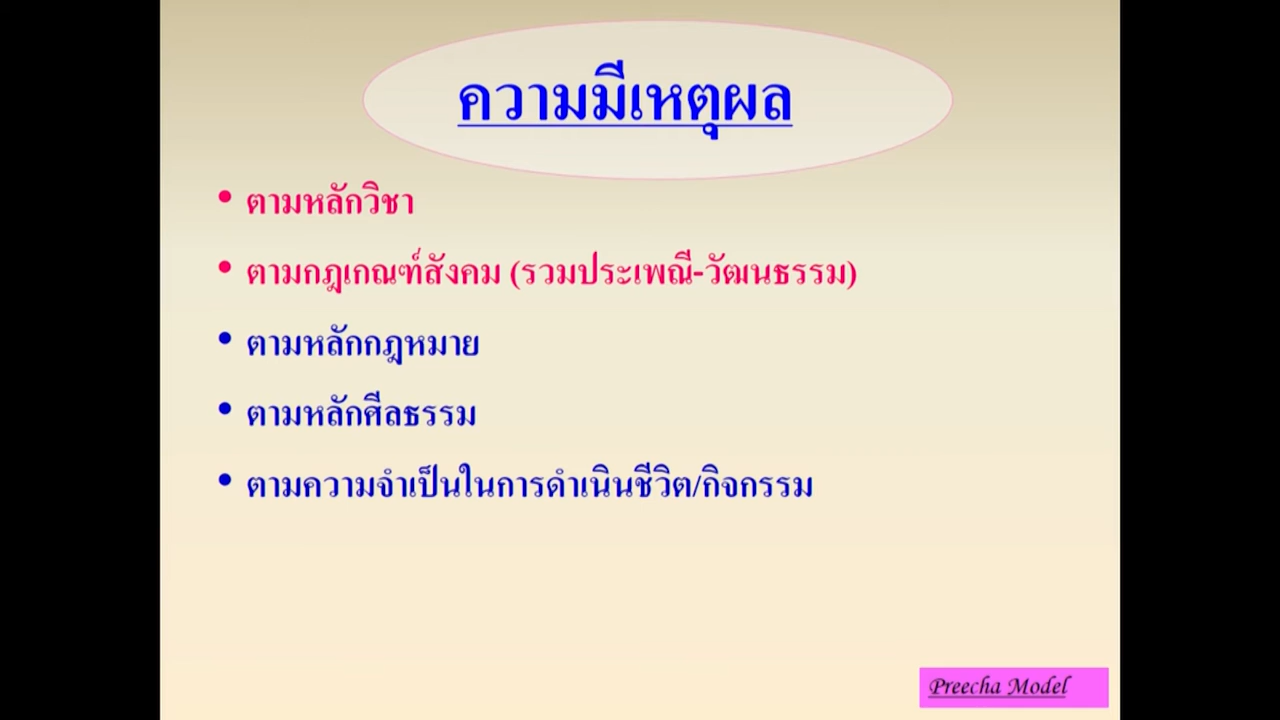 ความมีเหตุผล
• ตามหลักวิชา
• ตามกฎเกณฑ์สังคม (รวมประเพณี-วัฒนธรรม)
• ตามหลักกฎหมาย
• ตามหลักศีลธรรม
• ตามความจำเป็นในการดำเนินชีวิต/กิจกรรม
Preecha Model